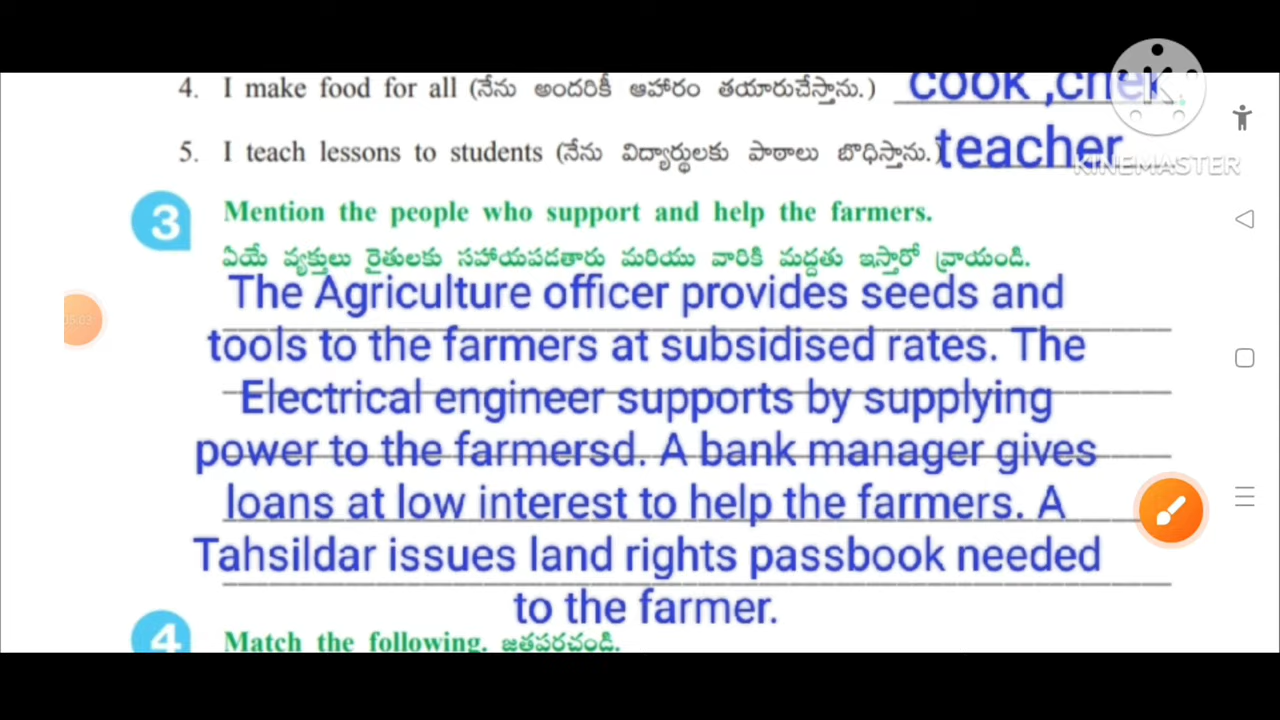 4. I make food for all (నేను అందరికీ ఆహారం తయారుచేస్తాను.) cook ,chek
5. I teach lessons to students (నేను విద్యార్థులకు పాఠాలు బొధిస్తాను.) teacher
KINEMASTER
3 Mention the people who support and help the farmers.
ఏయే వ్యక్తులు రైతులకు సహాయపడతారు మరియు వారికి మద్దతు ఇస్తారో వ్రాయండి.
The Agriculture officer provides seeds and
05:03
tools to the farmers at subsidised rates. The
Electrical engineer supports by supplying
power to the farmersd. A bank manager gives
loans at low interest to help the farmers. A
Tahsildar issues land rights passbook needed
to the farmer.
4 Match the following. జతపరచండి.